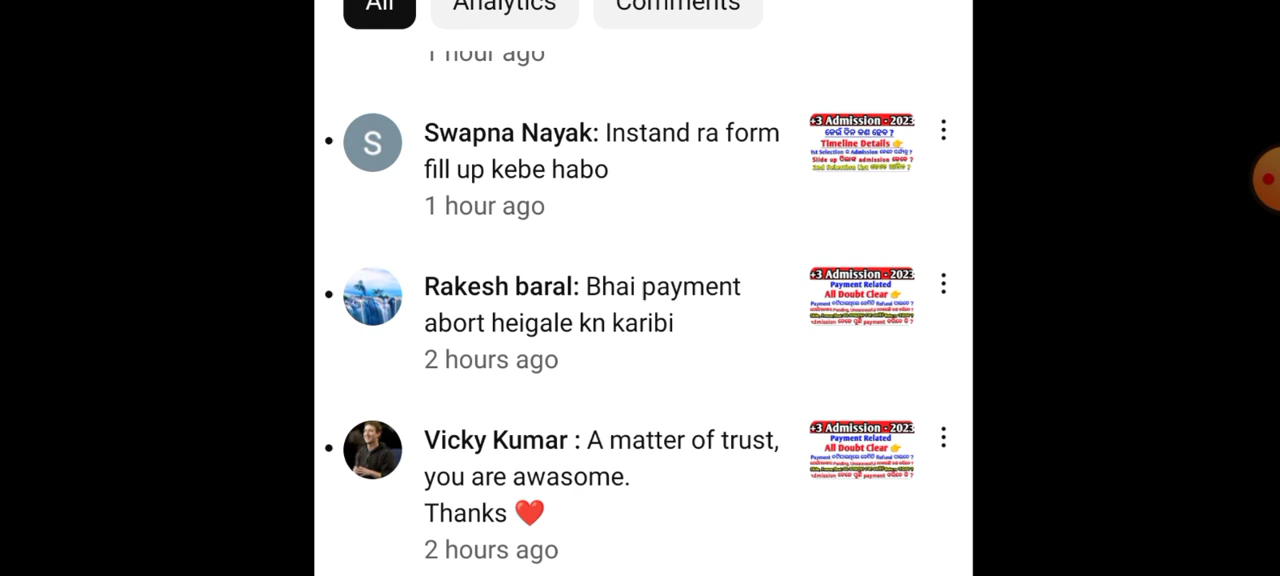 All Analytics Comments
1 hour ago
S
Swapna Nayak: Instand ra form
fill up kebe habo
1 hour ago
+3 Admission - 2023
Timeline Details
Rakesh baral: Bhai payment
abort heigale kn karibi
2 hours ago
+3 Admission - 2023
Payment Related
All Doubt Clear
Vicky Kumar : A matter of trust,
you are awasome.
Thanks ❤️
2 hours ago
+3 Admission - 2023
Payment Related
All Doubt Clear